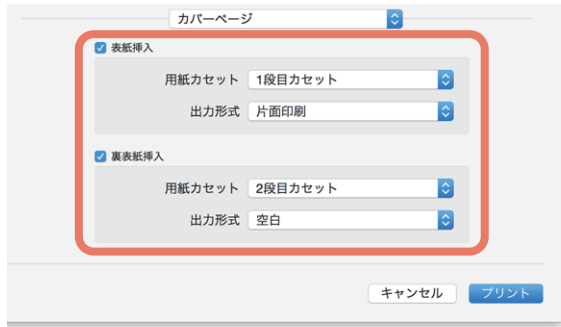 カバーページ
表紙挿入
用紙カセット 1段目カセット
出力形式 片面印刷
裏表紙挿入
用紙カセット 2段目カセット
出力形式 空白
キャンセル プリント